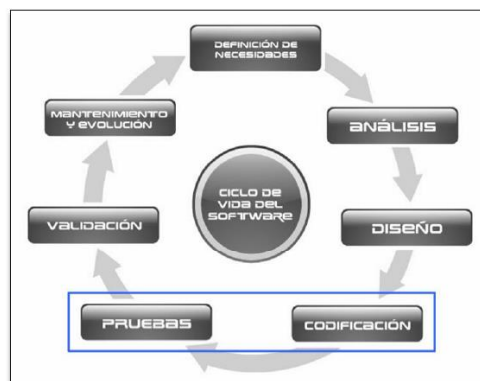 DEFINICIÓN DE
NECESIDADES
ANÁLISIS
DISEÑO
CODIFICACIÓN
PRUEBAS
VALIDACIÓN
MANTENIMIENTO
Y EVOLUCIÓN
CICLO DE
VIDA DEL
SOFTWARE